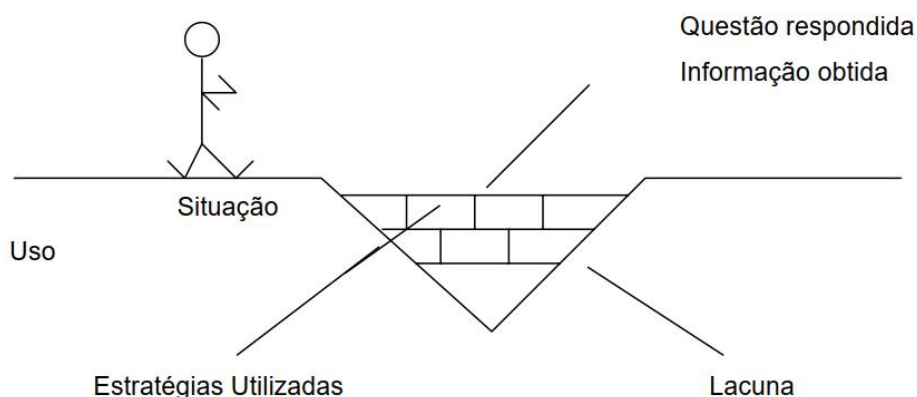 Questão respondida
Informação obtida
Situação
Uso
Estratégias Utilizadas
Lacuna